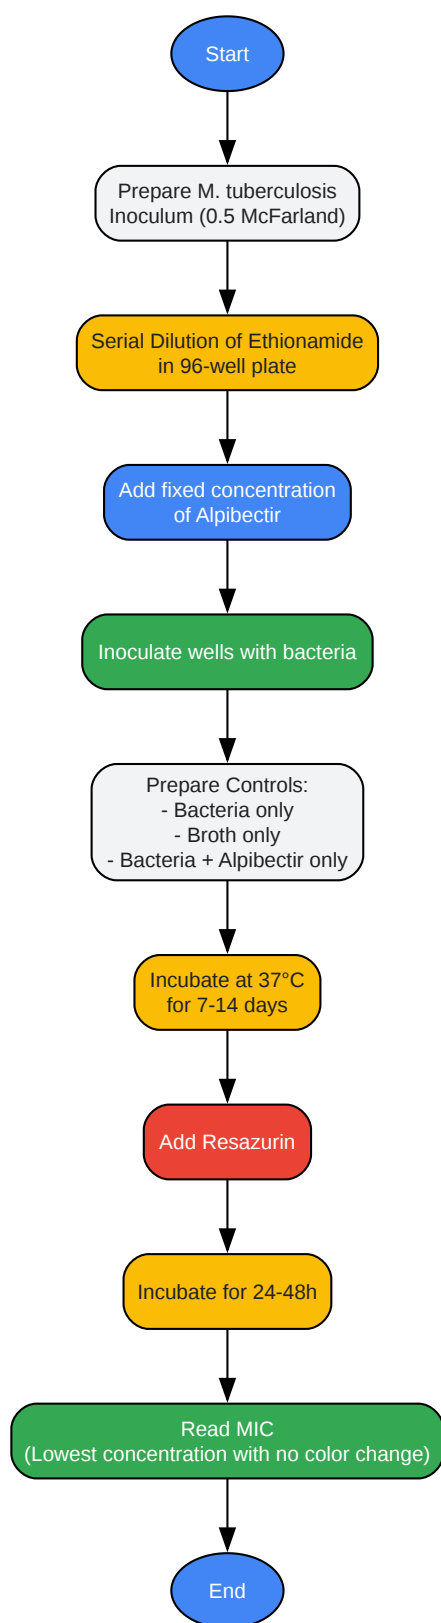 Start
Prepare M. tuberculosis
Inoculum (0.5 McFarland)
Serial Dilution of Ethionamide
in 96-well plate
Add fixed concentration
of Alpibectir
Inoculate wells with bacteria
Prepare Controls:
- Bacteria only
- Broth only
- Bacteria + Alpibectir only
Incubate at 37°C
for 7-14 days
Add Resazurin
Incubate for 24-48h
Read MIC
(Lowest concentration with no color change)
End